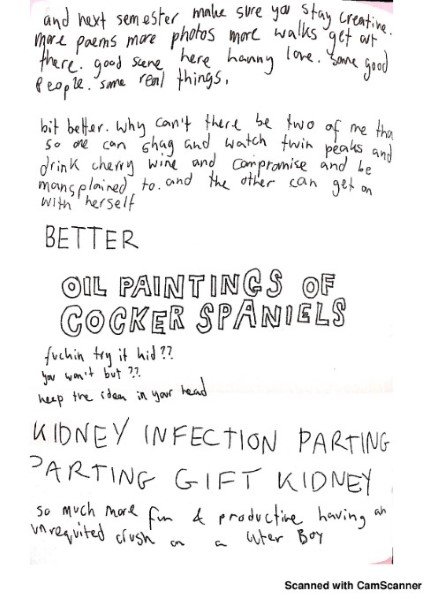 and next semester make sure you stay creative.
more poems more photos more walks get out
there. good scene here hanny love. some good
people. some real things.
bit better. why can't there be two of me tha
so one can shag and watch twin peaks and
drink cherry wine and compromise and be
mansplained to. and the other can get on
with herself
BETTER
OIL PAINTINGS OF
COCKER SPANIELS
fuckin try it kid??
you won't but??
keep the idea in your head
KIDNEY INFECTION PARTING
PARTING GIFT KIDNEY
so much more fun & productive having an
unrequited crush on a Boy
Scanned with CamScanner